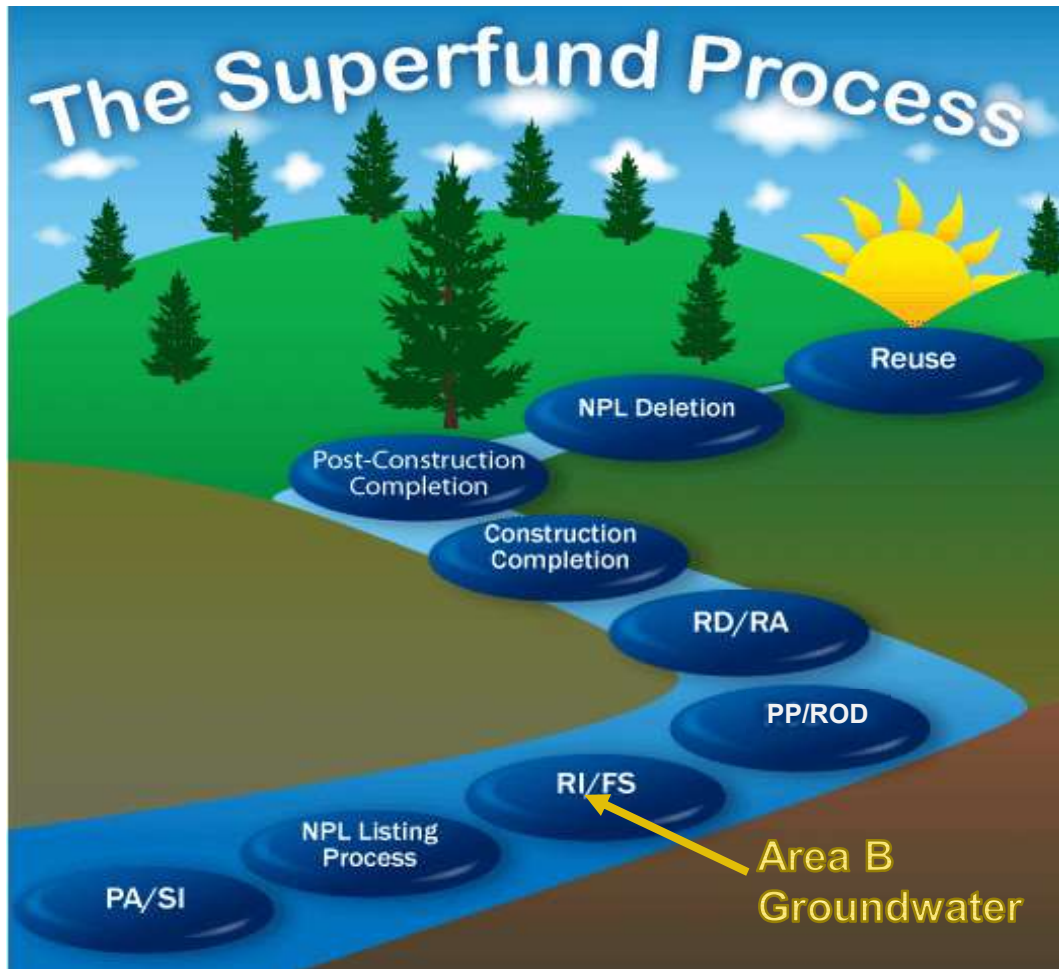 The Superfund Process
Reuse
NPL Deletion
Post-Construction
Completion
Construction
Completion
RD/RA
PP/ROD
RI/FS
NPL Listing
Process
PA/SI
Area B
Groundwater